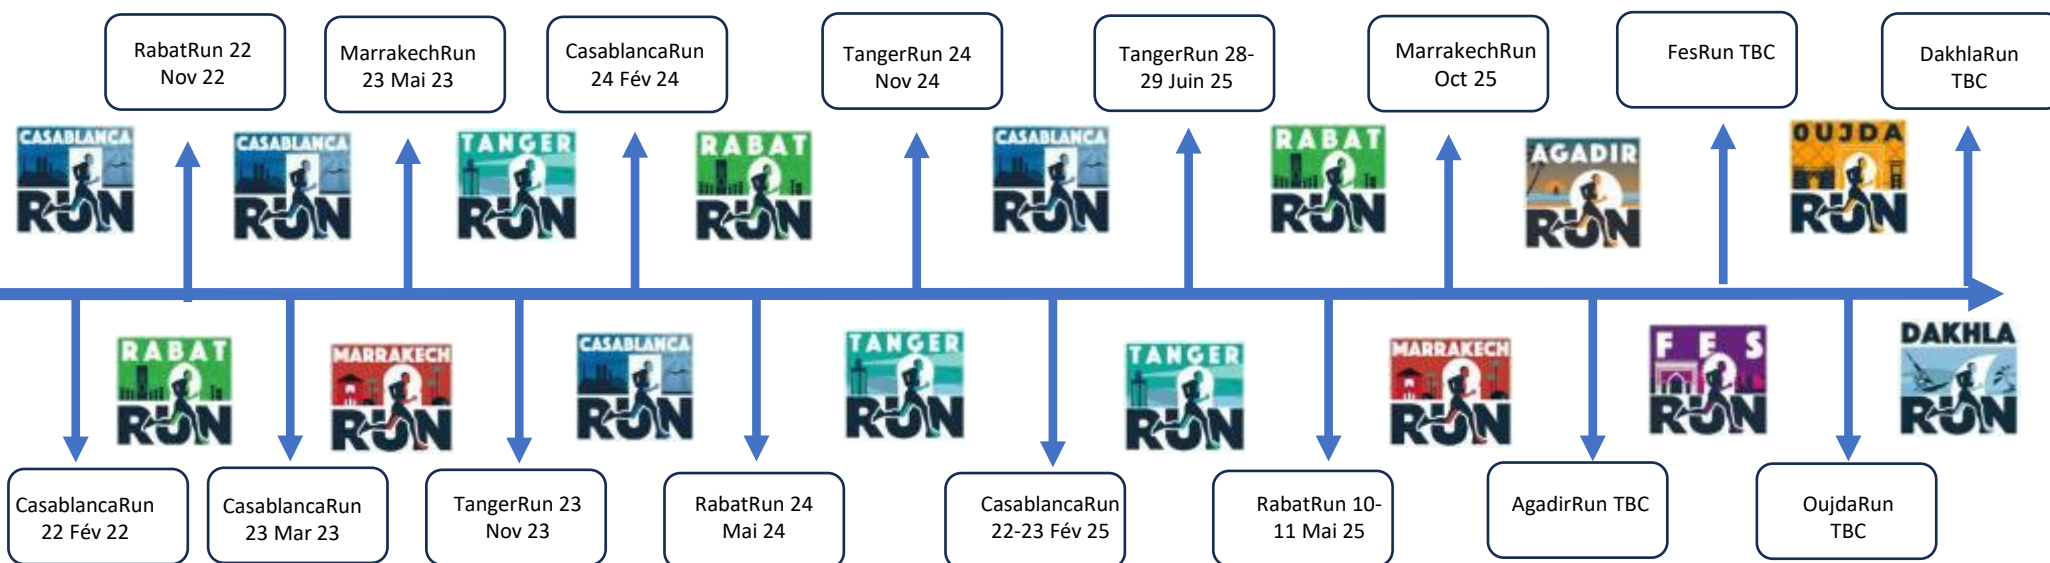 RabatRun 22
Nov 22
MarrakechRun
23 Mai 23
CasablancaRun
24 Fév 24
TangerRun 24
Nov 24
TangerRun 28-
29 Juin 25
MarrakechRun
Oct 25
FesRun TBC
DakhlaRun
TBC
CASABLANCA
RUN
CASABLANCA
RUN
TANGER
RUN
RABAT
RUN
CASABLANCA
RUN
RABAT
RUN
AGADIR
RUN
OUJDA
RUN
RABAT
RUN
MARRAKECH
RUN
CASABLANCA
RUN
TANGER
RUN
TANGER
RUN
MARRAKECH
RUN
FES
RUN
DAKHLA
RUN
CasablancaRun
22 Fév 22
CasablancaRun
23 Mar 23
TangerRun 23
Nov 23
RabatRun 24
Mai 24
CasablancaRun
22-23 Fév 25
RabatRun 10-
11 Mai 25
AgadirRun TBC
OujdaRun
TBC